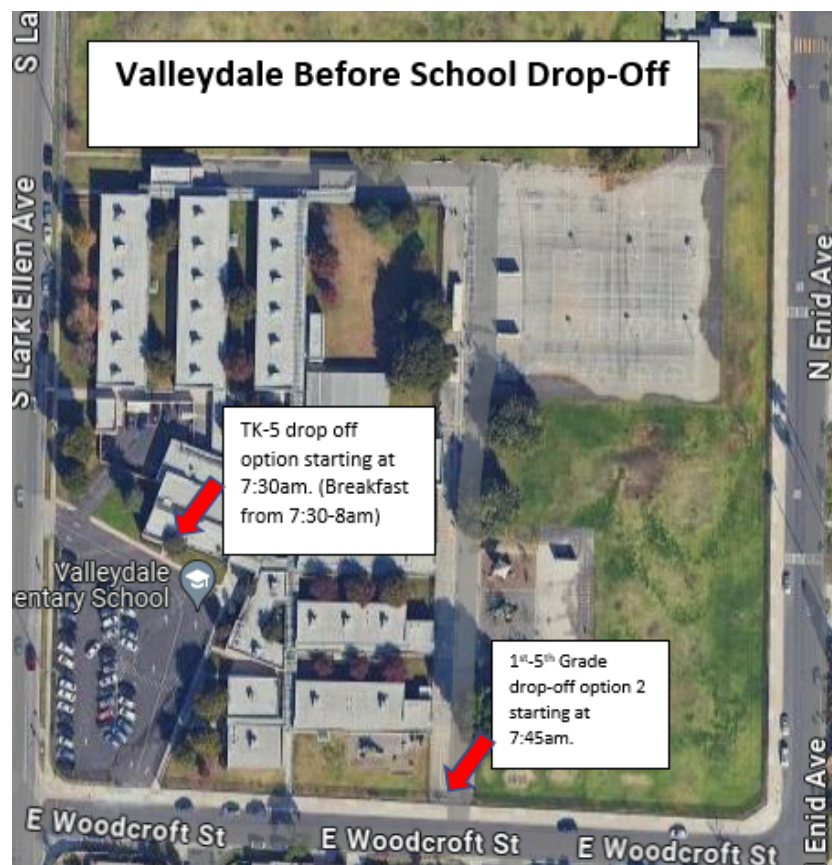 S La
Valleydale Before School Drop-Off
S Lark Ellen Ave
N Enid Ave
TK-5 drop off
option starting at
7:30am. (Breakfast
from 7:30-8am)
Valleydale
entary School
1st-5th Grade
drop-off option 2
starting at
7:45am.
E Woodcroft St
E Woodcroft St
E Woodcroft St
Enid Ave